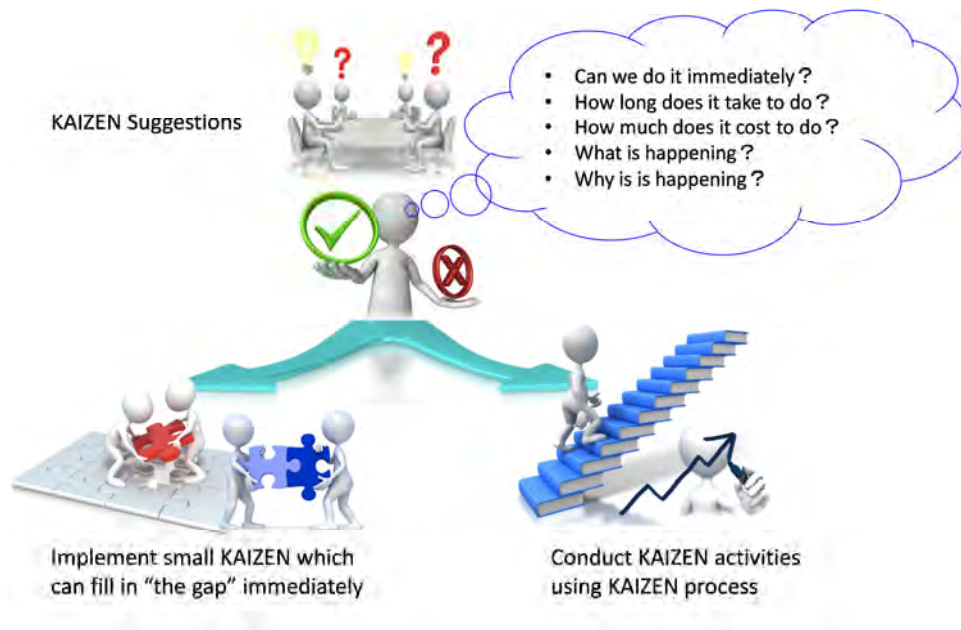 KAIZEN Suggestions
• Can we do it immediately？
• How long does it take to do？
• How much does it cost to do？
• What is happening？
• Why is is happening？
Implement small KAIZEN which
can fill in “the gap” immediately
Conduct KAIZEN activities
using KAIZEN process